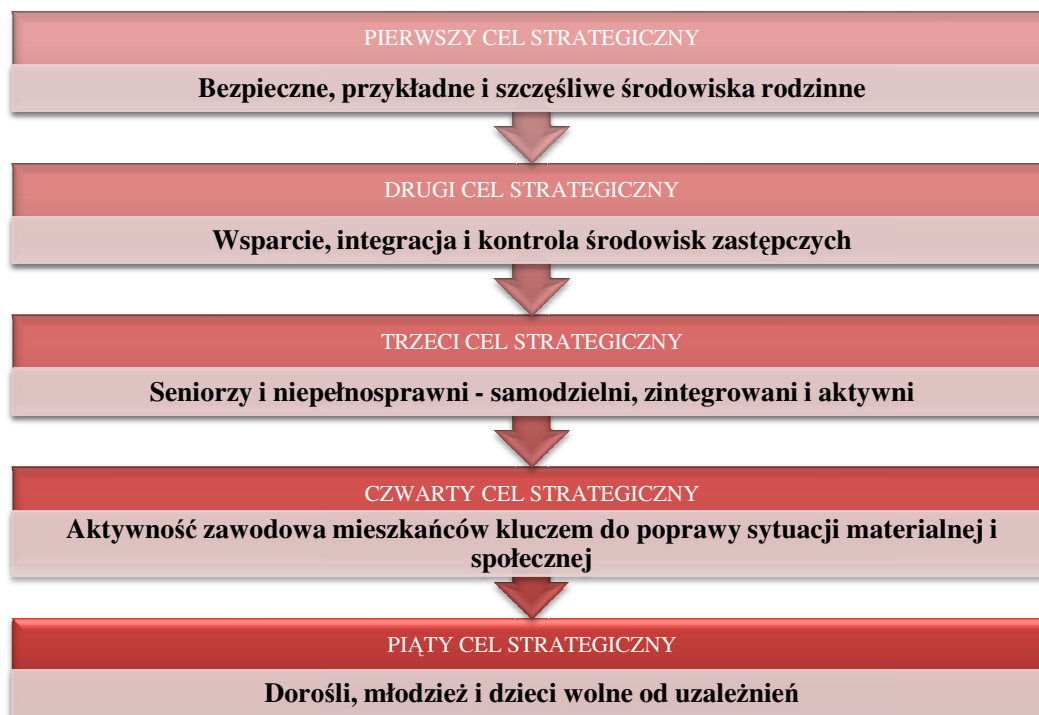 PIERWSZY CEL STRATEGICZNY
Bezpieczne, przykładne i szczęśliwe środowiska rodzinne
DRUGI CEL STRATEGICZNY
Wsparcie, integracja i kontrola środowisk zastępczych
TRZECI CEL STRATEGICZNY
Seniorzy i niepełnosprawni - samodzielni, zintegrowani i aktywni
CZWARTY CEL STRATEGICZNY
Aktywność zawodowa mieszkańców kluczem do poprawy sytuacji materialnej i
społecznej
PIĄTY CEL STRATEGICZNY
Dorośli, młodzież i dzieci wolne od uzależnień